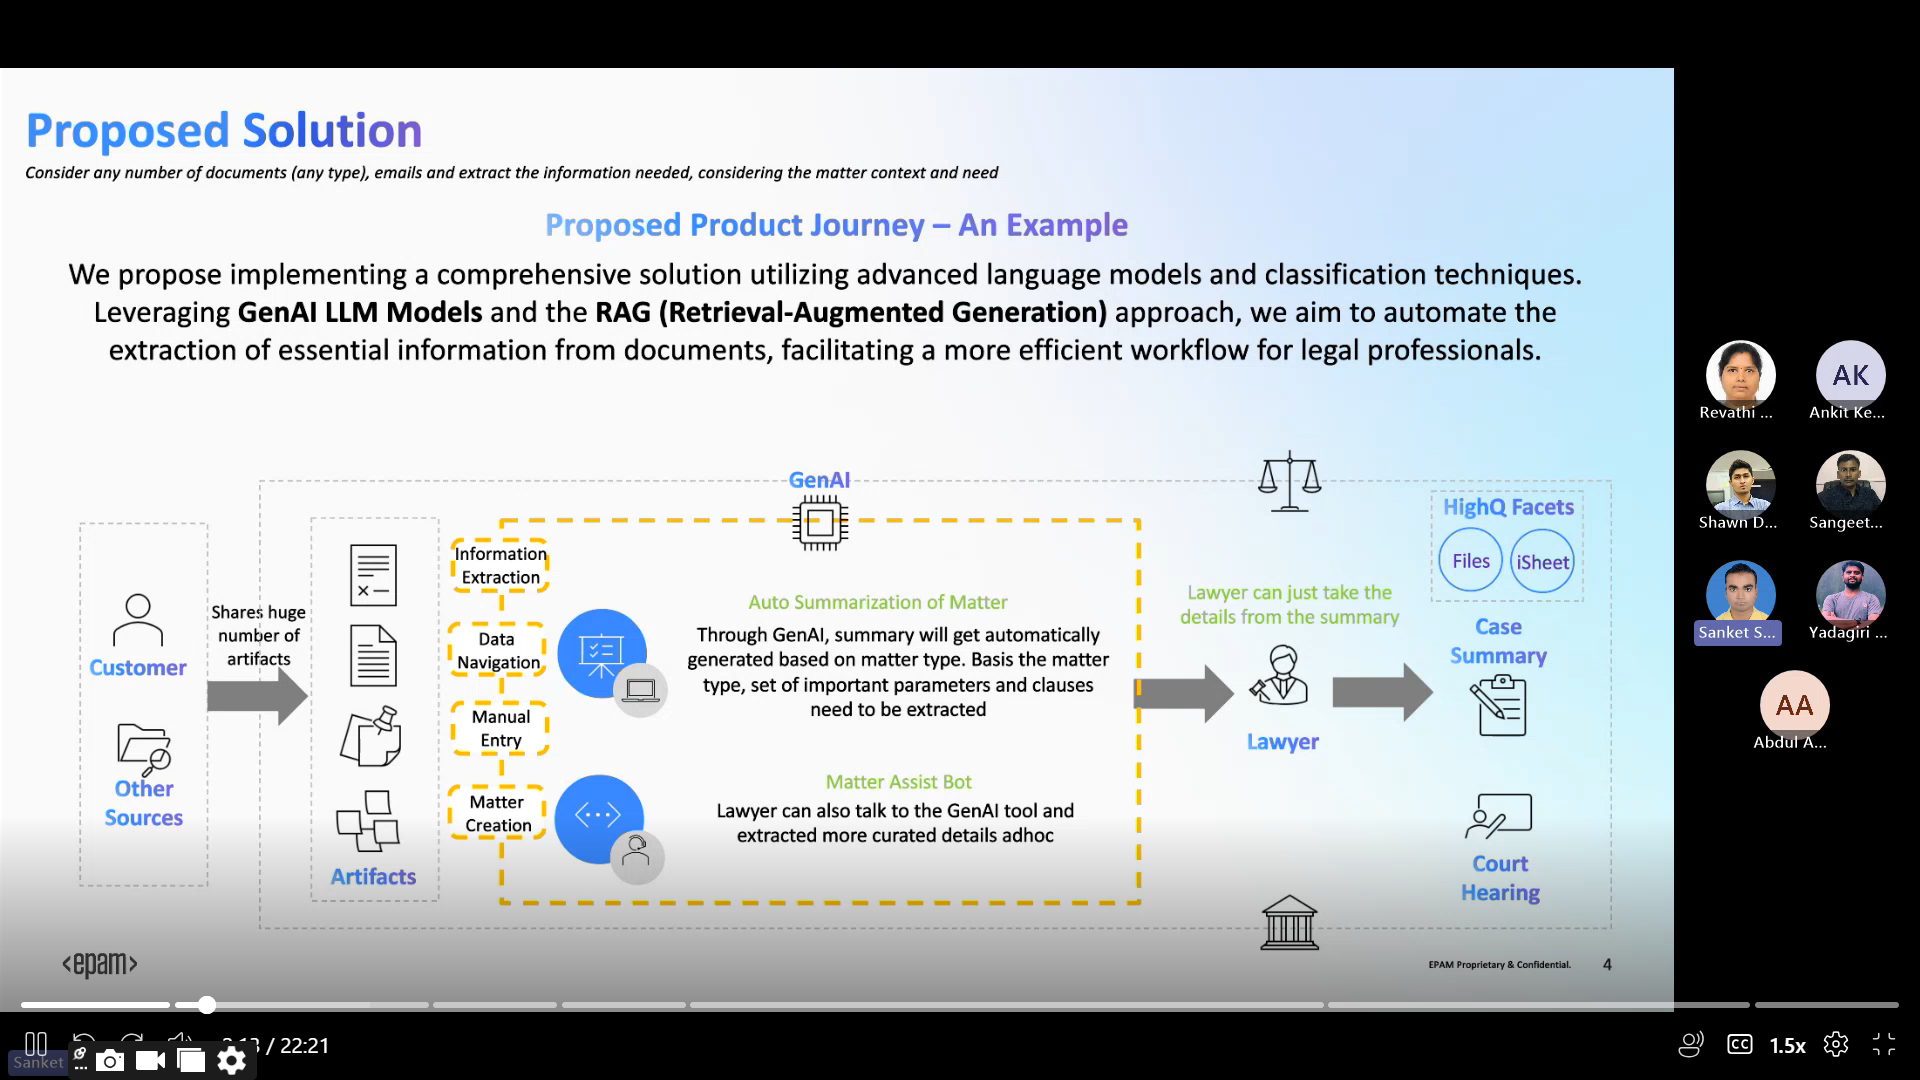 Proposed Solution
Consider any number of documents (any type), emails and extract the information needed, considering the matter context and need
Proposed Product Journey – An Example
We propose implementing a comprehensive solution utilizing advanced language models and classification techniques.
Leveraging GenAI LLM Models and the RAG (Retrieval-Augmented Generation) approach, we aim to automate the
extraction of essential information from documents, facilitating a more efficient workflow for legal professionals.
GenAI
Customer
Other
Sources
Shares huge
number of
artifacts
Artifacts
Information
Extraction
Data
Navigation
Manual
Entry
Matter
Creation
Auto Summarization of Matter
Through GenAI, summary will get automatically
generated based on matter type. Basis the matter
type, set of important parameters and clauses
need to be extracted
Matter Assist Bot
Lawyer can also talk to the GenAI tool and
extracted more curated details adhoc
Lawyer can just take the
details from the summary
Lawyer
HighQ Facets
Files
iSheet
Case
Summary
Court
Hearing
<epam>
EPAM Proprietary & Confidential.
4
Revathi ...
AK
Ankit Ke...
Shawn D...
Sangeet...
Sanket S...
Yadagiri ...
AA
Abdul A...
/ 22:21
Sanket
CC
1.5x